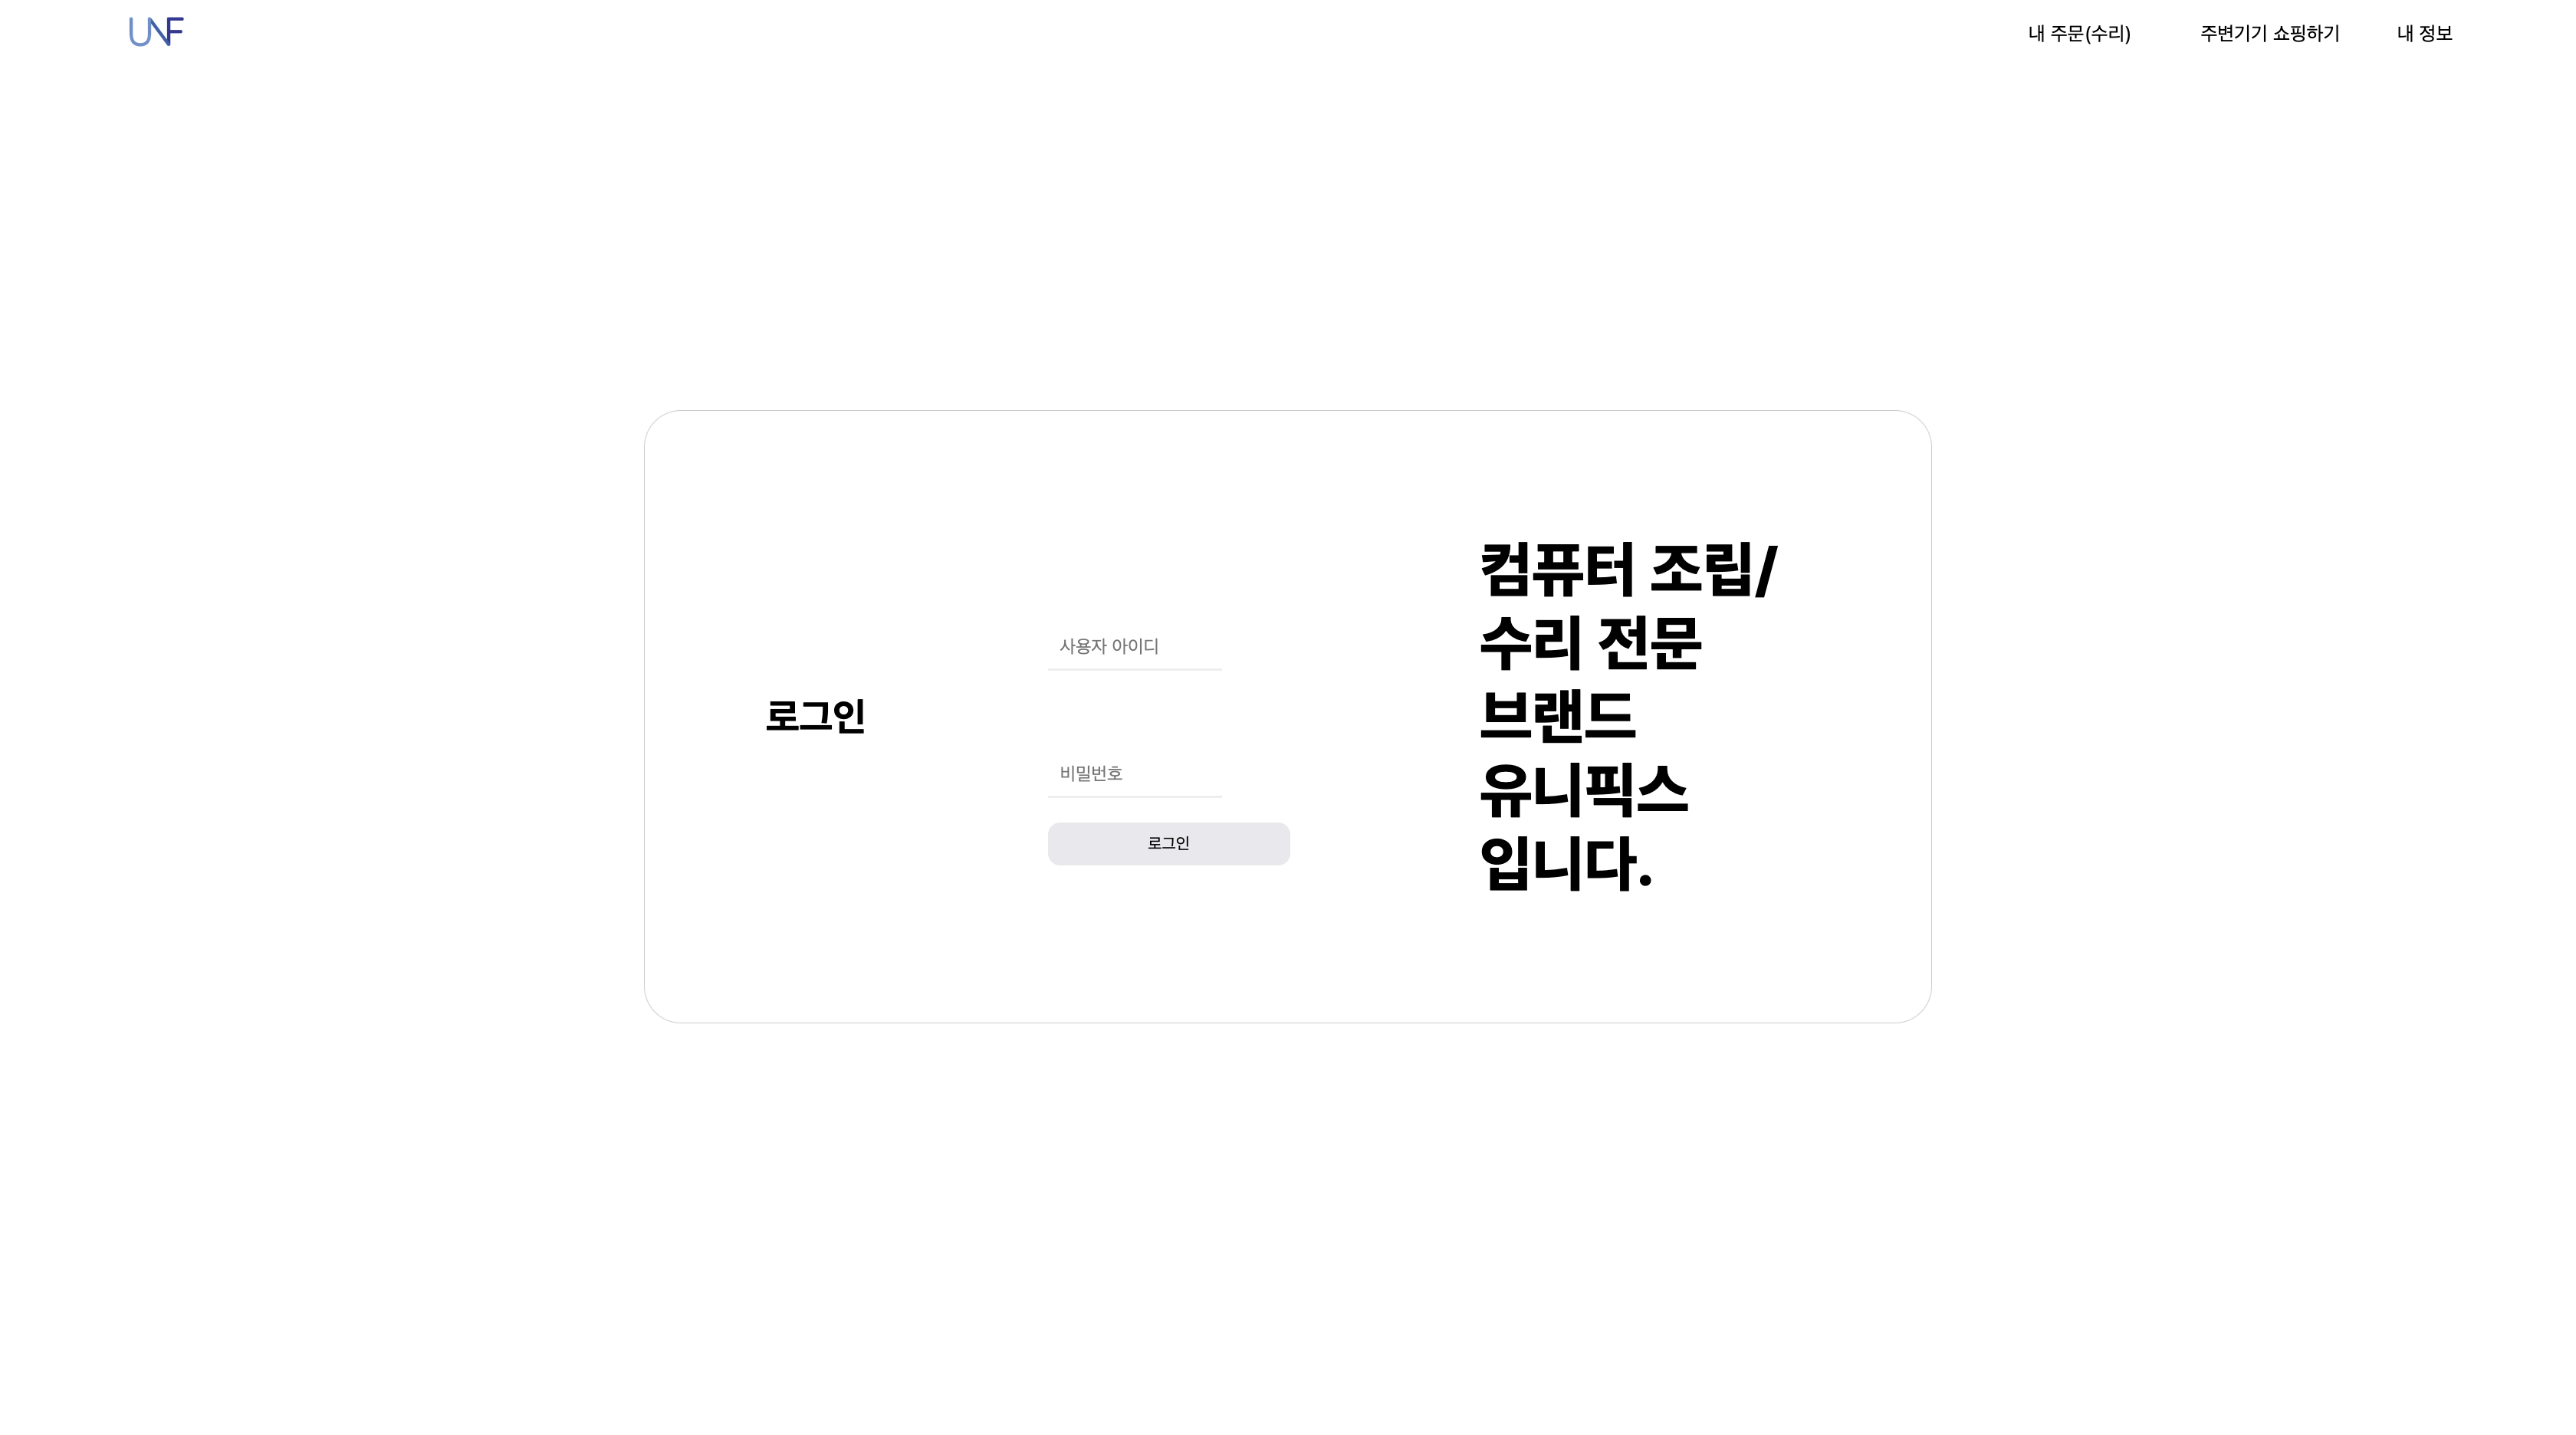 UNF
내 주문(수리)
주변기기 쇼핑하기
내 정보
로그인
사용자 아이디
비밀번호
로그인
컴퓨터 조립/
수리 전문
브랜드
유니픽스
입니다.